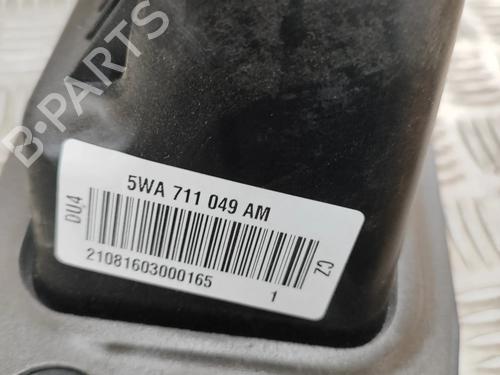 B-PARTS
5WA 711 049 AM
DU4
21081603000165
1
CZ